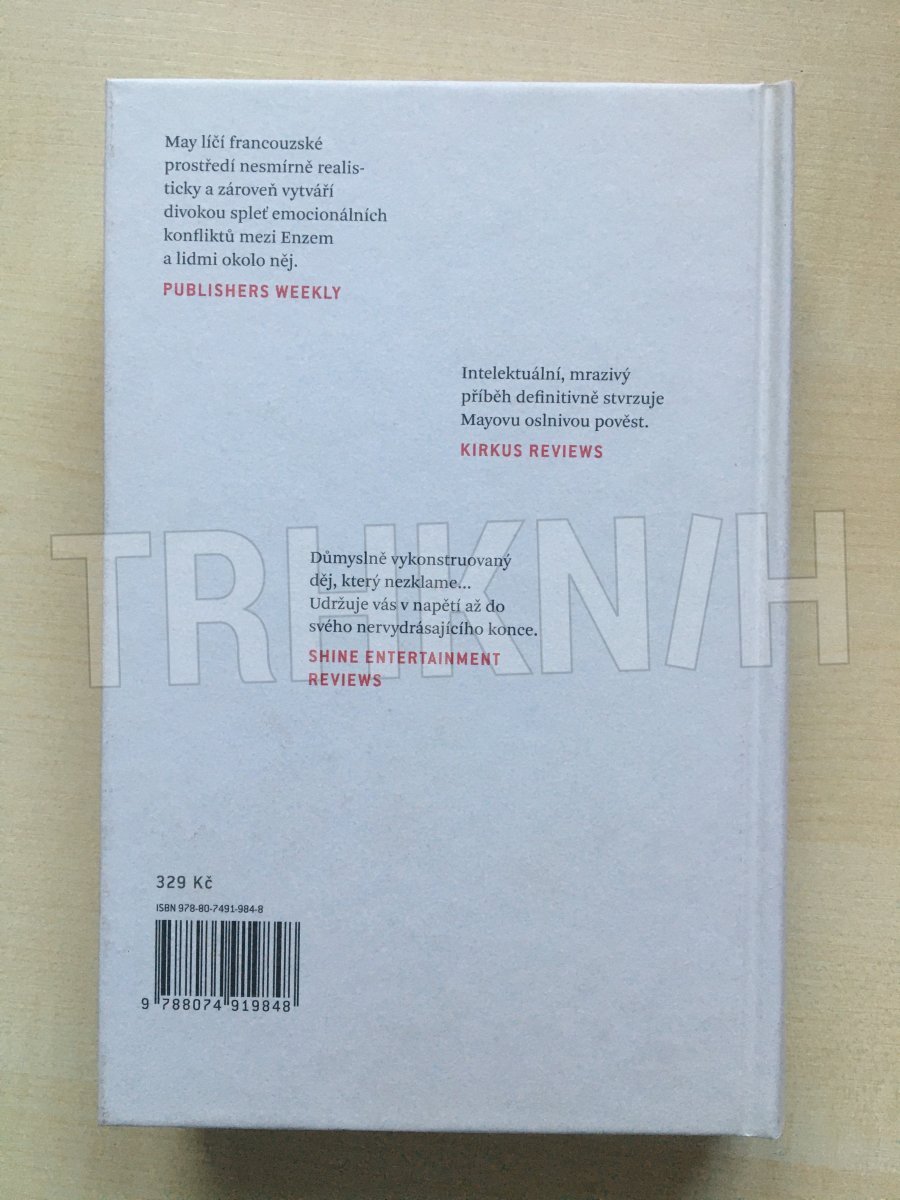 May líčí francouzské
prostředí nesmírně realis-
ticky a zároveň vytváří
divokou spleť emocionálních
konfliktů mezi Enzem
a lidmi okolo něj.
PUBLISHERS WEEKLY
Intelektuální, mrazivý
příběh definitivně stvrzuje
Mayovu oslnivou pověst.
KIRKUS REVIEWS
TRHKNIH
Důmyslně vykonstruovaný
děj, který nezklame...
Udržuje vás v napětí až do
svého nervydrásajícího konce.
SHINE ENTERTAINMENT
REVIEWS
329 Kč
ISBN 978-80-7491-984-8
9 788074 919848